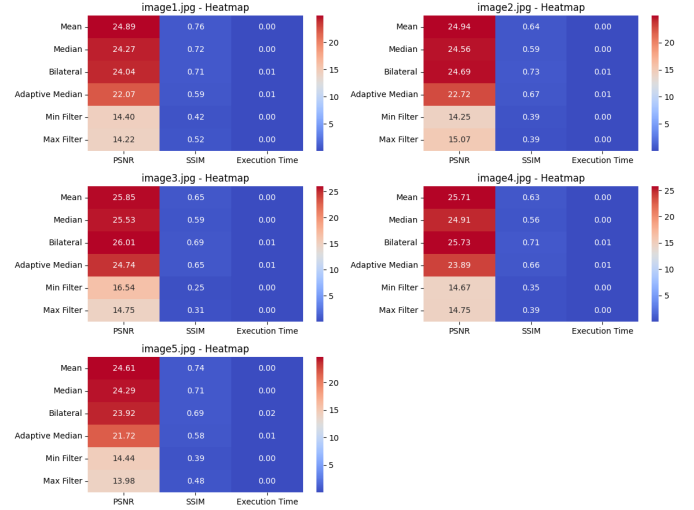 image1.jpg - Heatmap
Mean 24.89 0.76 0.00
Median 24.27 0.72 0.00
Bilateral 24.04 0.71 0.01
Adaptive Median 22.07 0.59 0.01
Min Filter 14.40 0.42 0.00
Max Filter 14.22 0.52 0.00
PSNR SSIM Execution Time
20
15
10
5
image2.jpg - Heatmap
Mean 24.94 0.64 0.00
Median 24.56 0.59 0.00
Bilateral 24.69 0.73 0.01
Adaptive Median 22.72 0.67 0.01
Min Filter 14.25 0.39 0.00
Max Filter 15.07 0.39 0.00
PSNR SSIM Execution Time
20
15
10
5
image3.jpg - Heatmap
Mean 25.85 0.65 0.00
Median 25.53 0.59 0.00
Bilateral 26.01 0.69 0.01
Adaptive Median 24.74 0.65 0.01
Min Filter 16.54 0.25 0.00
Max Filter 14.75 0.31 0.00
PSNR SSIM Execution Time
25
20
15
10
5
image4.jpg - Heatmap
Mean 25.71 0.63 0.00
Median 24.91 0.56 0.00
Bilateral 25.73 0.71 0.01
Adaptive Median 23.89 0.66 0.01
Min Filter 14.67 0.35 0.00
Max Filter 14.75 0.39 0.00
PSNR SSIM Execution Time
25
20
15
10
5
image5.jpg - Heatmap
Mean 24.61 0.74 0.00
Median 24.29 0.71 0.00
Bilateral 23.92 0.69 0.02
Adaptive Median 21.72 0.58 0.01
Min Filter 14.44 0.39 0.00
Max Filter 13.98 0.48 0.00
PSNR SSIM Execution Time
20
15
10
5